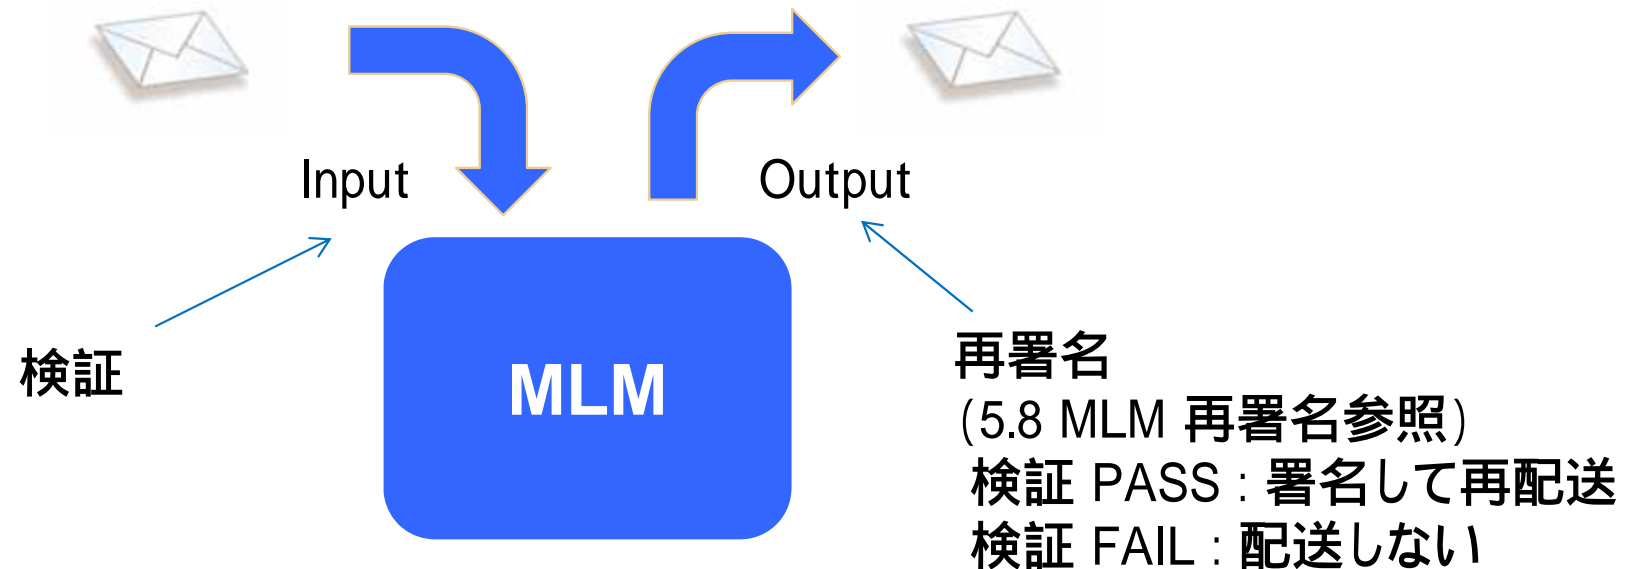 Input
Output
検証
MLM
再署名
(5.8 MLM 再署名参照)
検証 PASS : 署名して再配送
検証 FAIL : 配送しない